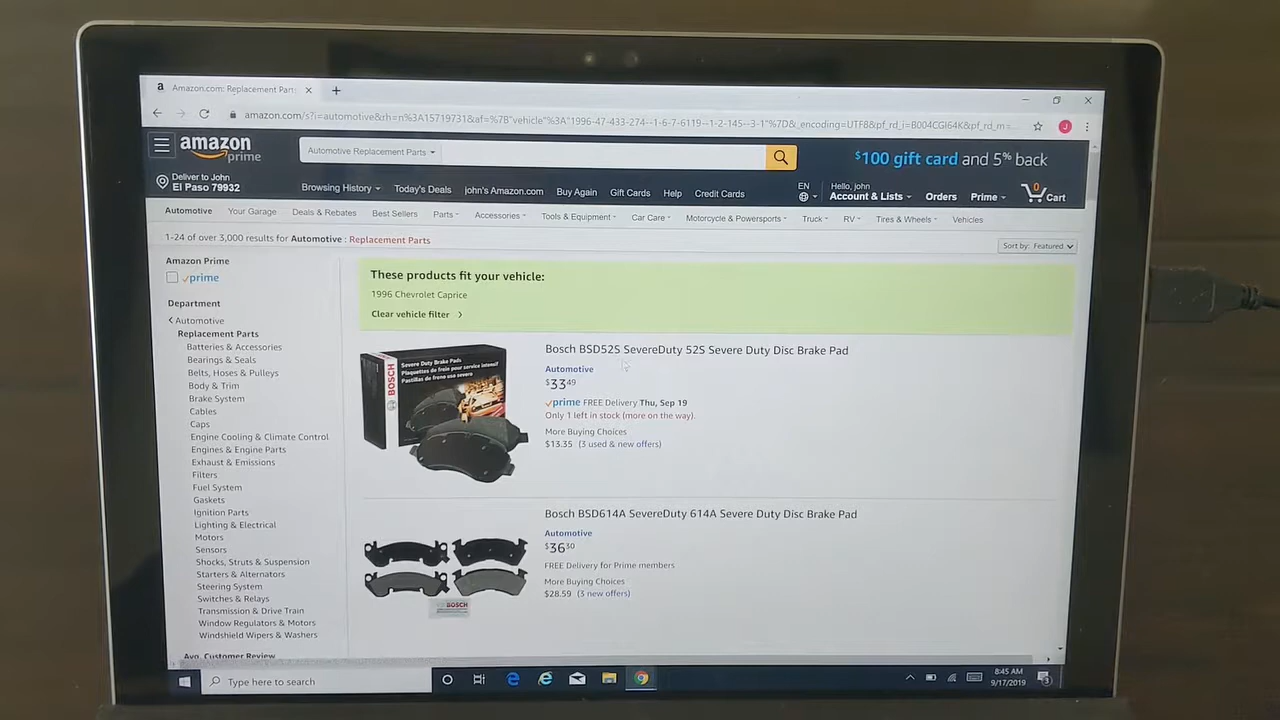 Amazon.com: Replacement Part:
amazon.com/s?i=automotive&rh=n%3A15719731&af=%7B"vehicle"%3A"1996-47-433-274--1-6-7-6119--1-2-145--3-1"%7D&_encoding=UTF8&pf_rd_i=B004CGI64K&pf_rd_m=...
amazon
prime
Automotive Replacement Parts
$100 gift card and 5% back
Deliver to John
El Paso 79932
Browsing History
Today's Deals
john's Amazon.com
Buy Again
Gift Cards
Help
Credit Cards
EN
Hello, john
Account & Lists
Orders
Prime
0
Cart
Automotive
Your Garage
Deals & Rebates
Best Sellers
Parts
Accessories
Tools & Equipment
Car Care
Motorcycle & Powersports
Truck
RV
Tires & Wheels
Vehicles
1-24 of over 3,000 results for Automotive : Replacement Parts
Sort by: Featured
Amazon Prime
prime
Department
Automotive
Replacement Parts
Batteries & Accessories
Bearings & Seals
Belts, Hoses & Pulleys
Body & Trim
Brake System
Cables
Caps
Engine Cooling & Climate Control
Engines & Engine Parts
Exhaust & Emissions
Filters
Fuel System
Gaskets
Ignition Parts
Lighting & Electrical
Motors
Sensors
Shocks, Struts & Suspension
Starters & Alternators
Steering System
Switches & Relays
Transmission & Drive Train
Window Regulators & Motors
Windshield Wipers & Washers
Avg. Customer Review
These products fit your vehicle:
1996 Chevrolet Caprice
Clear vehicle filter
BOSCH
Severe Duty Brake Pads
Plaquettes de frein pour service intensif
Pastillas de freno uso severo
Bosch BSD52S SevereDuty 52S Severe Duty Disc Brake Pad
Automotive
$33 49
prime FREE Delivery Thu, Sep 19
Only 1 left in stock (more on the way).
More Buying Choices
$13.35 (3 used & new offers)
BOSCH
Bosch BSD614A SevereDuty 614A Severe Duty Disc Brake Pad
Automotive
$36 30
FREE Delivery for Prime members
More Buying Choices
$28.59 (3 new offers)
Type here to search
8:45 AM
9/17/2019
3